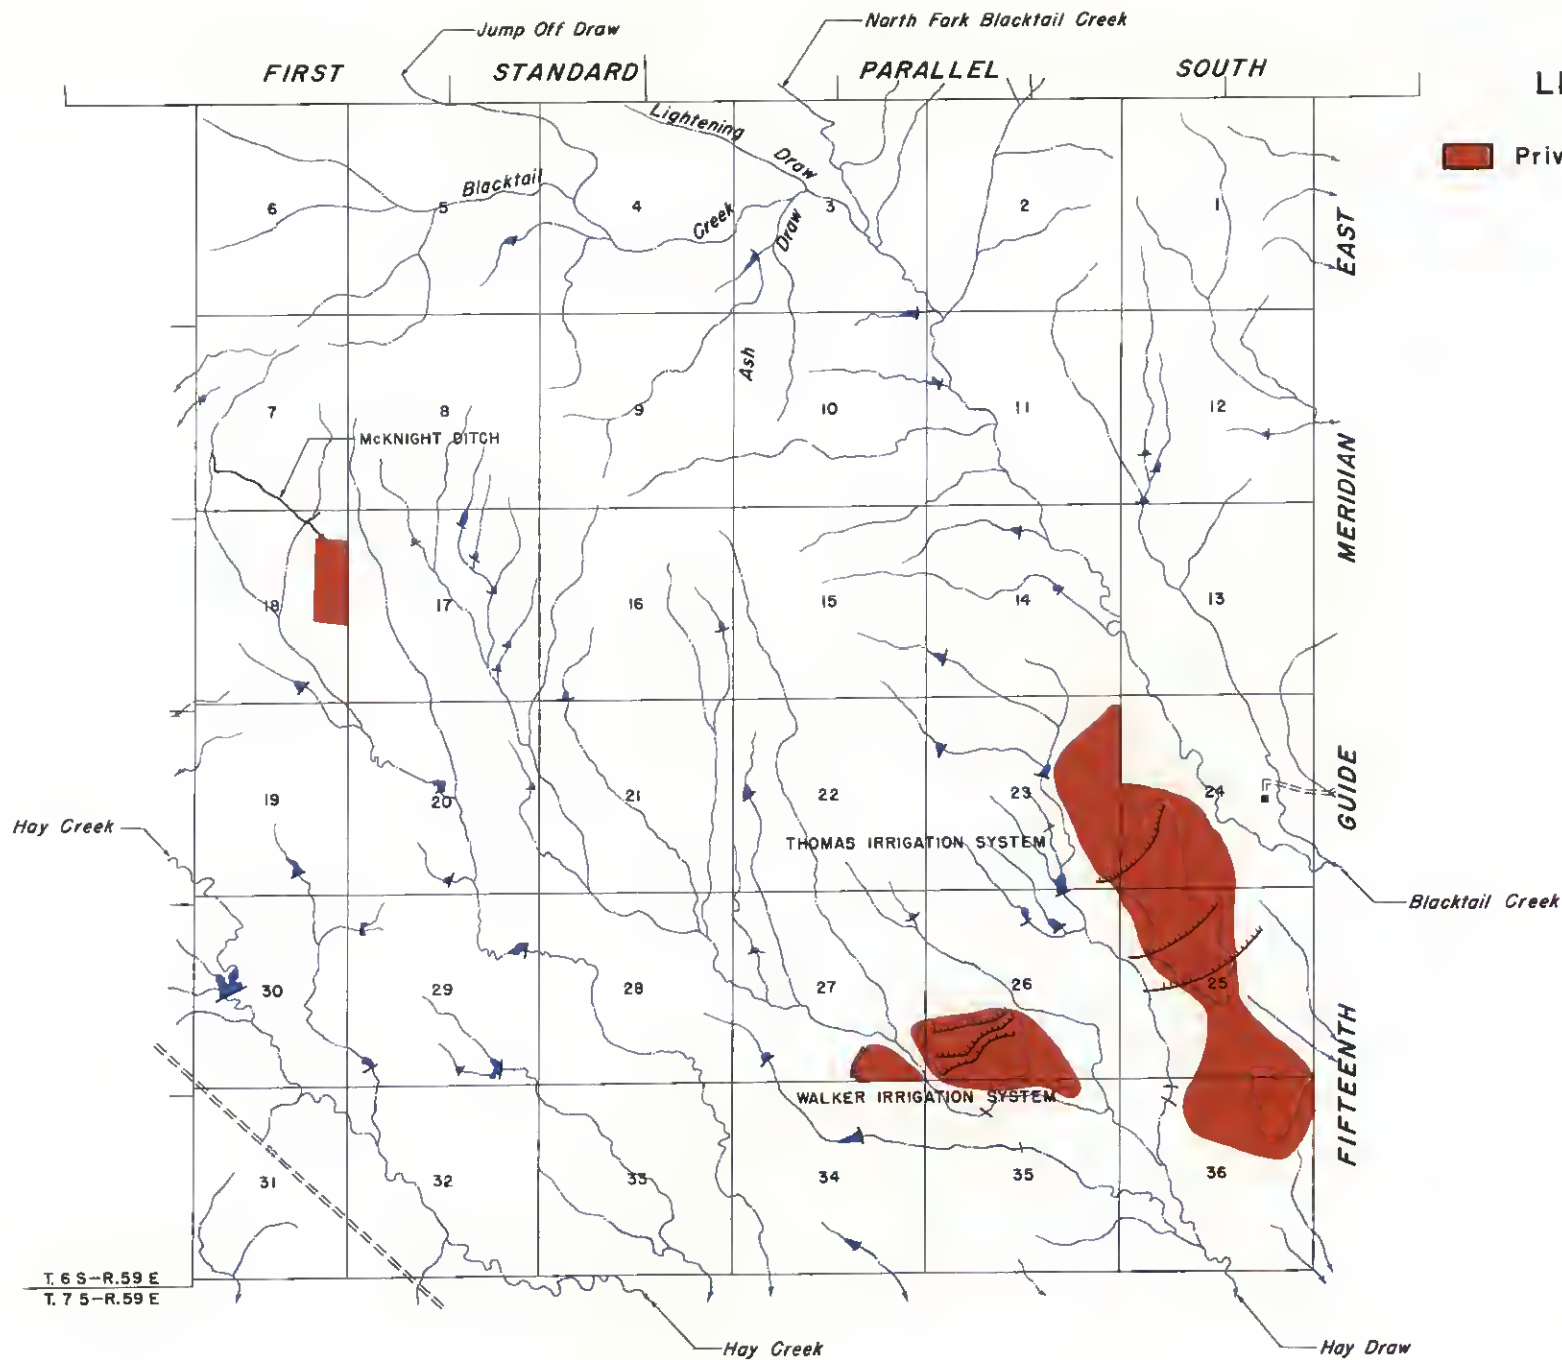 Jump Off Draw
North Fork Blacktail Creek
FIRST STANDARD PARALLEL SOUTH
Lightening Draw
Blacktail Creek
Ash Draw
6 5 4 3 2 1
EAST
7 8 9 10 11 12
McKNIGHT DITCH
MERIDIAN
18 17 16 15 14 13
19 20 21 22 23 24
GUIDE
Hay Creek
THOMAS IRRIGATION SYSTEM
Blacktail Creek
30 29 28 27 26 25
WALKER IRRIGATION SYSTEM
FIFTEENTH
31 32 33 34 35 36
T. 6 S-R.59 E
T. 7 S-R.59 E
Hay Creek
Hay Draw